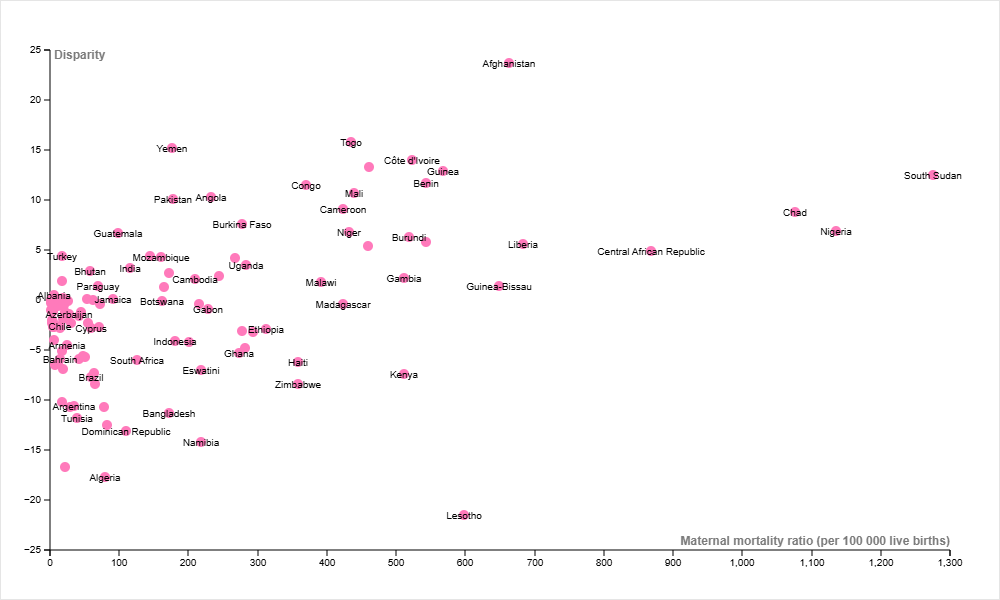 25
Disparity
Afghanistan
20
15
Togo
Yemen
Côte d'Ivoire
Guinea
South Sudan
Benin
Congo
Mali
10
Pakistan
Angola
Cameroon
Chad
Burkina Faso
Guatemala
Niger
Nigeria
Burundi
5
Liberia
Central African Republic
Turkey
Mozambique
India
Uganda
Bhutan
Cambodia
Gambia
Malawi
Paraguay
Guinea-Bissau
Albania
0
Jamaica
Botswana
Madagascar
Gabon
Azerbaijan
Chile
Cyprus
Ethiopia
Indonesia
Armenia
−5
Ghana
Bahrain
South Africa
Haiti
Eswatini
Kenya
Brazil
Zimbabwe
−10
Argentina
Bangladesh
Tunisia
Dominican Republic
Namibia
−15
Algeria
−20
Lesotho
Maternal mortality ratio (per 100 000 live births)
−25
0 100 200 300 400 500 600 700 800 900 1,000 1,100 1,200 1,300